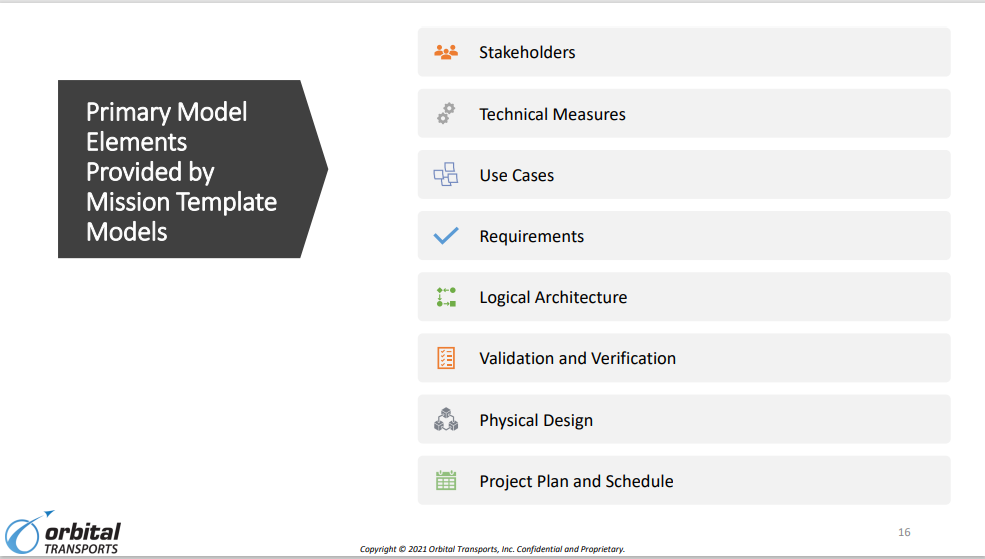 Primary Model
Elements
Provided by
Mission Template
Models
Stakeholders
Technical Measures
Use Cases
Requirements
Logical Architecture
Validation and Verification
Physical Design
Project Plan and Schedule
orbital
TRANSPORTS
Copyright © 2021 Orbital Transports, Inc. Confidential and Proprietary.
16